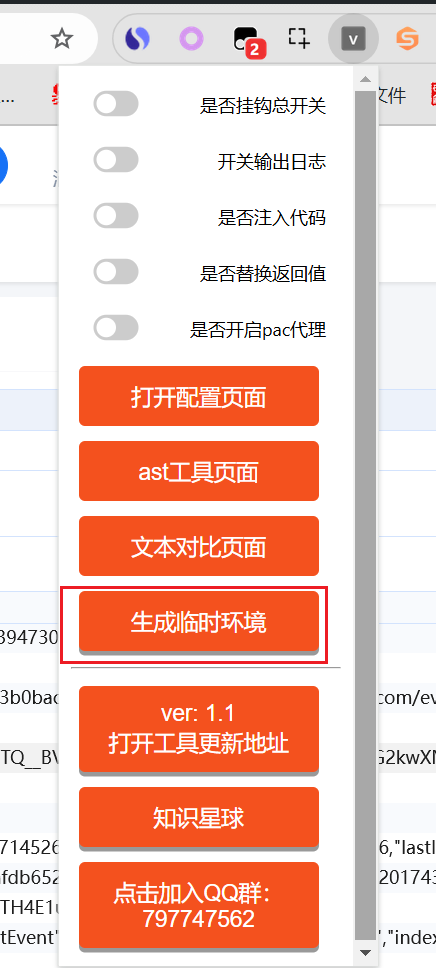 2
v
是否挂钩总开关
文件
开关输出日志
是否注入代码
是否替换返回值
是否开启pac代理
打开配置页面
ast工具页面
文本对比页面
生成临时环境
394730
3b0bac
com/ev
TQ__BV
G2kwXN
ver: 1.1
打开工具更新地址
知识星球
714526
6,"lastI
afdb652
201743
点击加入QQ群:
797747562
TH4E1u
tEvent"
","index